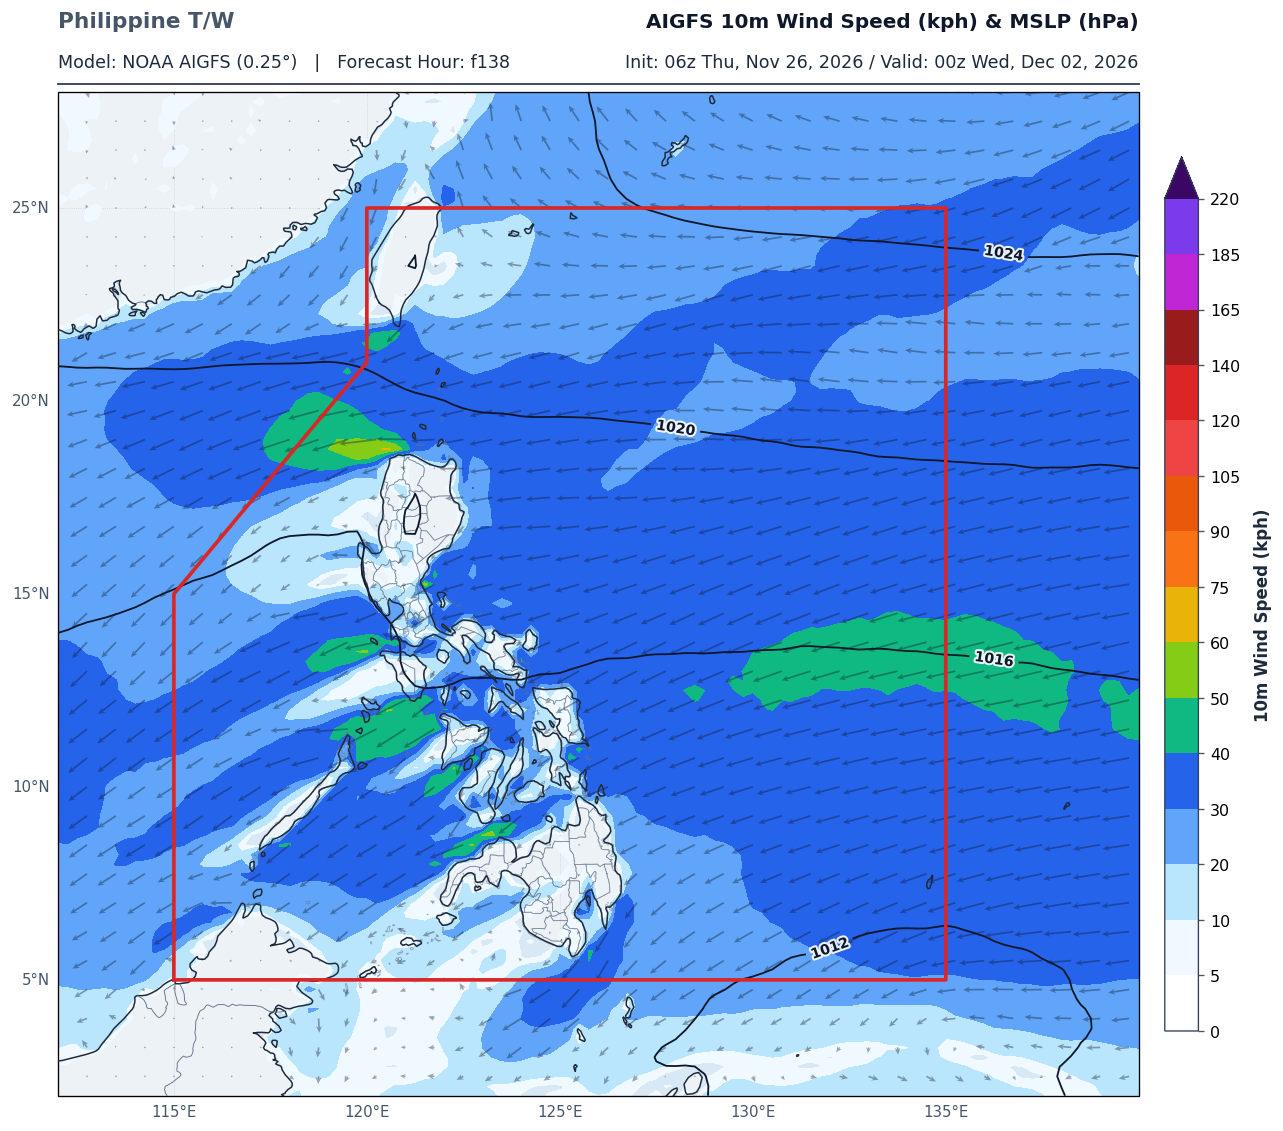 Philippine T/W
AIGFS 10m Wind Speed (kph) & MSLP (hPa)
Model: NOAA AIGFS (0.25°) | Forecast Hour: f138
Init: 06z Thu, Nov 26, 2026 / Valid: 00z Wed, Dec 02, 2026
25°N
20°N
15°N
10°N
5°N
115°E
120°E
125°E
130°E
135°E
1024
1020
1016
1012
220
185
165
140
120
105
90
75
60
50
40
30
20
10
5
0
10m Wind Speed (kph)